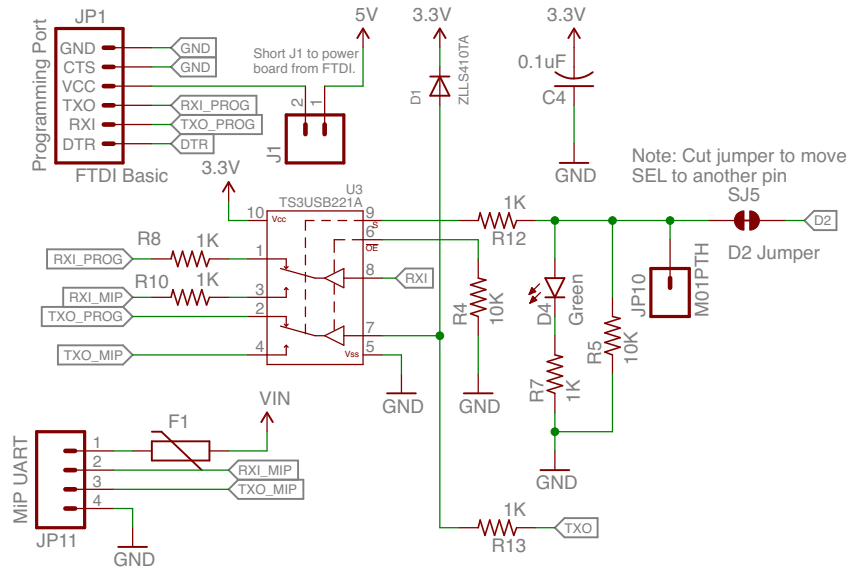 JP1
5V
3.3V
3.3V
Programming Port
GND
GND
CTS
GND
VCC
TXO
RXI_PROG
RXI
TXO_PROG
DTR
DTR
FTDI Basic
Short J1 to power
board from FTDI.
2
1
J1
D1
ZLLS410TA
0.1uF
C4
GND
Note: Cut jumper to move
SEL to another pin
SJ5
D2
D2 Jumper
3.3V
U3
TS3USB221A
10
Vcc
9
S
6
OE
8
RXI
7
5
Vss
1
3
2
4
R8
1K
RXI_PROG
R10
1K
RXI_MIP
TXO_PROG
TXO_MIP
1K
R12
R4
10K
GND
GND
D4
Green
R7
1K
R5
10K
GND
JP10
M01PTH
VIN
F1
MiP UART
1
2
RXI_MIP
3
TXO_MIP
4
JP11
GND
1K
R13
TXO